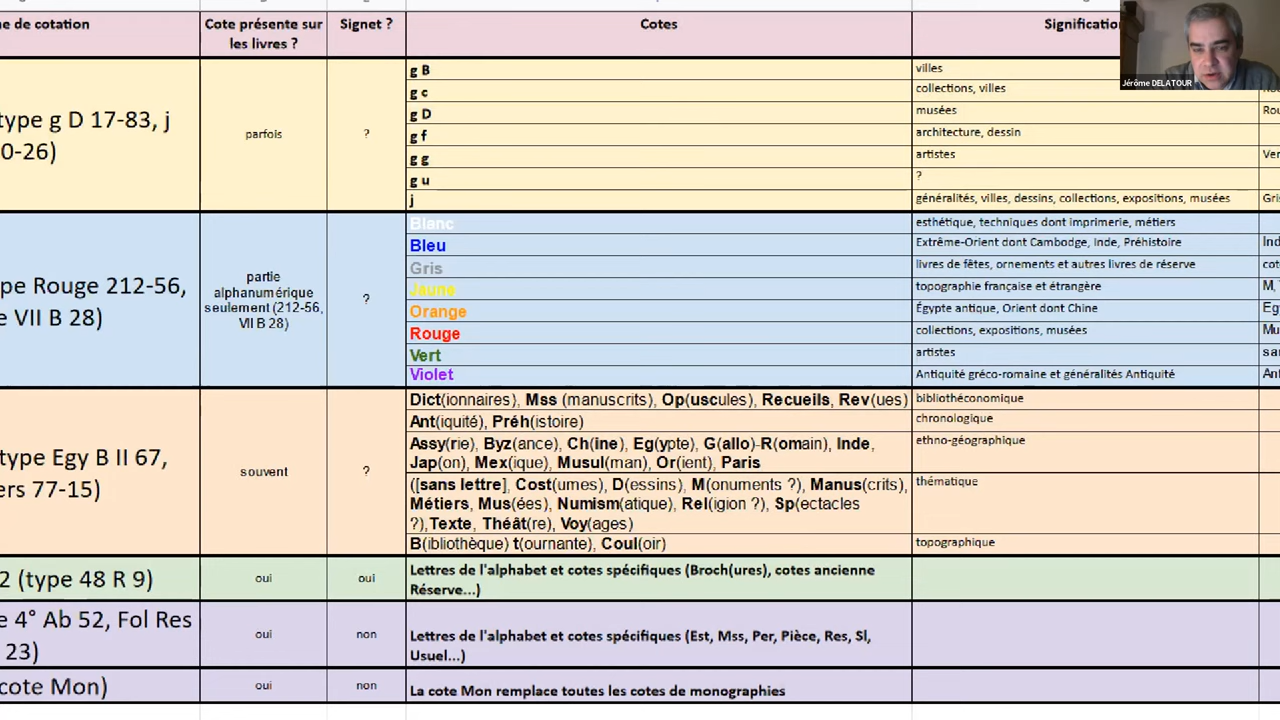 ne de cotation
Cote présente sur
les livres ?
Signet ?
Cotes
Signification
Jérôme DELATOUR
type g D 17-83, j
0-26)
parfois
?
g B
villes
g c
collections, villes
g D
musées
Rou
g f
architecture, dessin
g g
artistes
Ver
g u
?
j
généralités, villes, dessins, collections, expositions, musées
Gris
pe Rouge 212-56,
e VII B 28)
partie
alphanumérique
seulement (212-56,
VII B 28)
?
Blanc
esthétique, techniques dont imprimerie, métiers
Bleu
Extrême-Orient dont Cambodge, Inde, Préhistoire
Ind
Gris
livres de fêtes, ornements et autres livres de réserve
cot
Jaune
topographie française et étrangère
M,
Orange
Égypte antique, Orient dont Chine
Eg
Rouge
collections, expositions, musées
Mu
Vert
artistes
san
Violet
Antiquité gréco-romaine et généralités Antiquité
Ant
type Egy B II 67,
ers 77-15)
souvent
?
Dict(ionnaires), Mss (manuscrits), Op(uscules), Recueils, Rev(ues)
bibliothéconomique
Ant(iquité), Préh(istoire)
chronologique
Assy(rie), Byz(ance), Ch(ine), Eg(ypte), G(allo)-R(omain), Inde,
Jap(on), Mex(ique), Musul(man), Or(ient), Paris
ethno-géographique
([sans lettre], Cost(umes), D(essins), M(onuments ?), Manus(crits),
Métiers, Mus(ées), Numism(atique), Rel(igion ?), Sp(ectacles
?),Texte, Théât(re), Voy(ages)
thématique
B(ibliothèque) t(ournante), Coul(oir)
topographique
2 (type 48 R 9)
oui
oui
Lettres de l'alphabet et cotes spécifiques (Broch(ures), cotes ancienne
Réserve...)
e 4° Ab 52, Fol Res
23)
oui
non
Lettres de l'alphabet et cotes spécifiques (Est, Mss, Per, Pièce, Res, Sl,
Usuel...)
cote Mon)
oui
non
La cote Mon remplace toutes les cotes de monographies